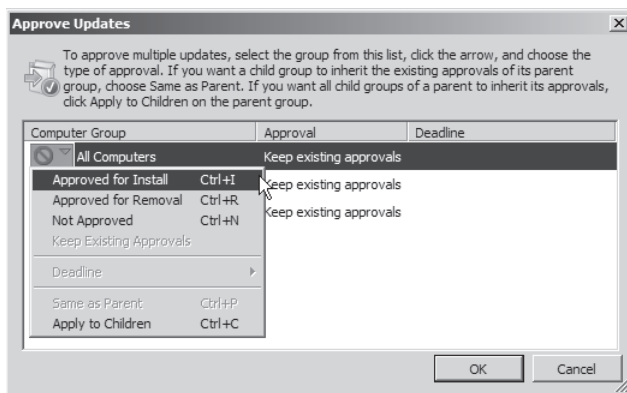 Approve Updates
To approve multiple updates, select the group from this list, click the arrow, and choose the
type of approval. If you want a child group to inherit the existing approvals of its parent
group, choose Same as Parent. If you want all child groups of a parent to inherit its approvals,
click Apply to Children on the parent group.
Computer Group Approval Deadline
All Computers Keep existing approvals
Approved for Install Ctrl+I Keep existing approvals
Approved for Removal Ctrl+R
Not Approved Ctrl+N Keep existing approvals
Keep Existing Approvals
Deadline
Same as Parent Ctrl+P
Apply to Children Ctrl+C
OK Cancel